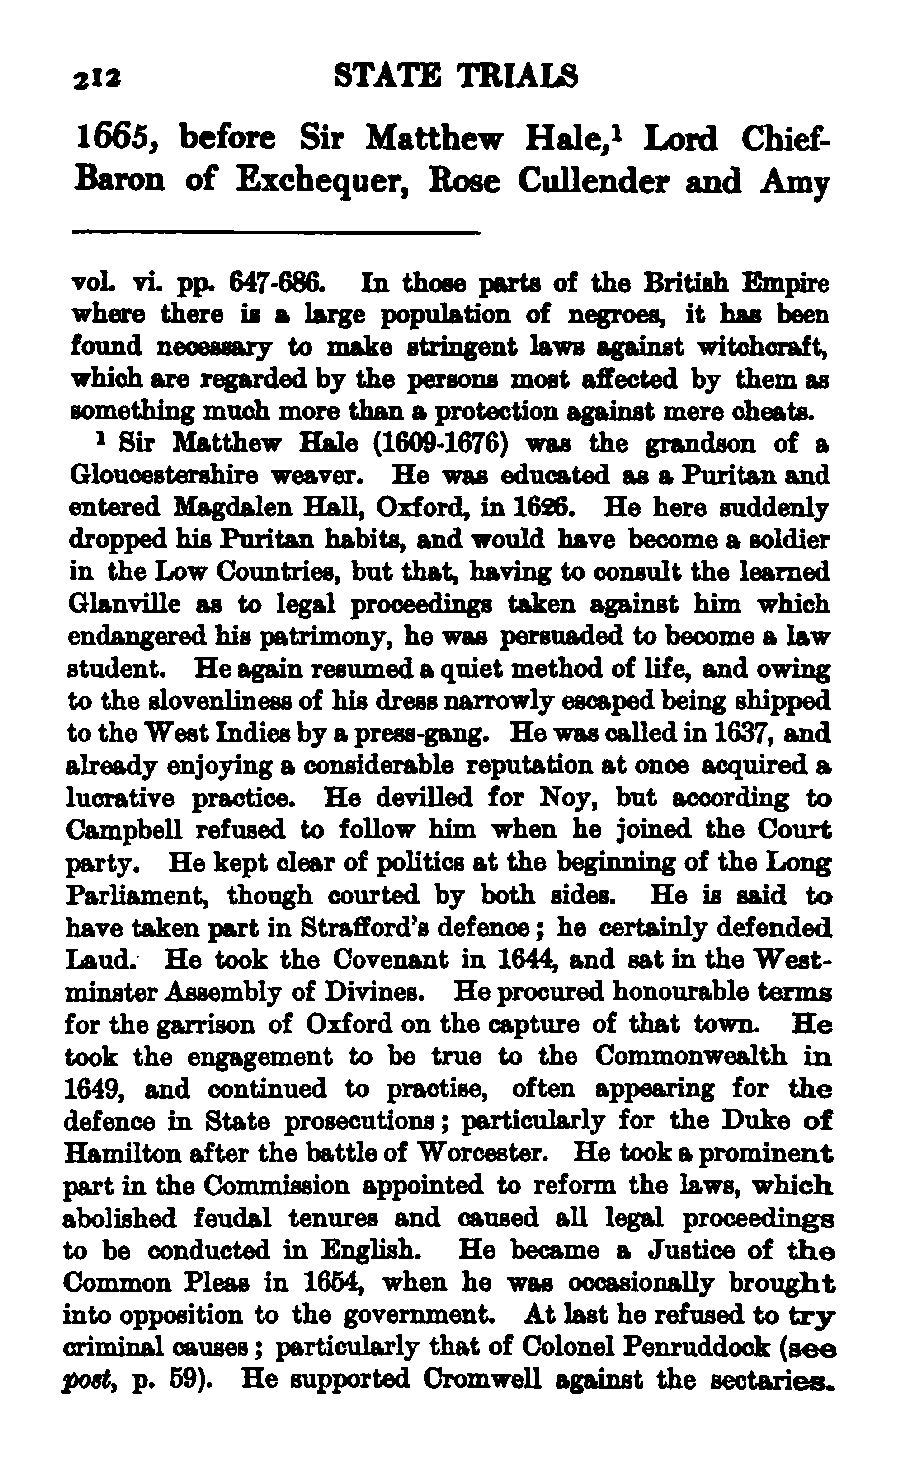 212 STATE TRIALS
1665, before Sir Matthew Hale,¹ Lord Chief-
Baron of Exchequer, Rose Cullender and Amy
vol. vi. pp. 647-686. In those parts of the British Empire
where there is a large population of negroes, it has been
found necessary to make stringent laws against witchcraft,
which are regarded by the persons most affected by them as
something much more than a protection against mere cheats.
¹ Sir Matthew Hale (1609-1676) was the grandson of a
Gloucestershire weaver. He was educated as a Puritan and
entered Magdalen Hall, Oxford, in 1626. He here suddenly
dropped his Puritan habits, and would have become a soldier
in the Low Countries, but that, having to consult the learned
Glanville as to legal proceedings taken against him which
endangered his patrimony, he was persuaded to become a law
student. He again resumed a quiet method of life, and owing
to the slovenliness of his dress narrowly escaped being shipped
to the West Indies by a press-gang. He was called in 1637, and
already enjoying a considerable reputation at once acquired a
lucrative practice. He devilled for Noy, but according to
Campbell refused to follow him when he joined the Court
party. He kept clear of politics at the beginning of the Long
Parliament, though courted by both sides. He is said to
have taken part in Strafford's defence; he certainly defended
Laud. He took the Covenant in 1644, and sat in the West-
minster Assembly of Divines. He procured honourable terms
for the garrison of Oxford on the capture of that town. He
took the engagement to be true to the Commonwealth in
1649, and continued to practise, often appearing for the
defence in State prosecutions; particularly for the Duke of
Hamilton after the battle of Worcester. He took a prominent
part in the Commission appointed to reform the laws, which
abolished feudal tenures and caused all legal proceedings
to be conducted in English. He became a Justice of the
Common Pleas in 1654, when he was occasionally brought
into opposition to the government. At last he refused to try
criminal causes; particularly that of Colonel Penruddock (see
post, p. 59). He supported Cromwell against the sectaries.